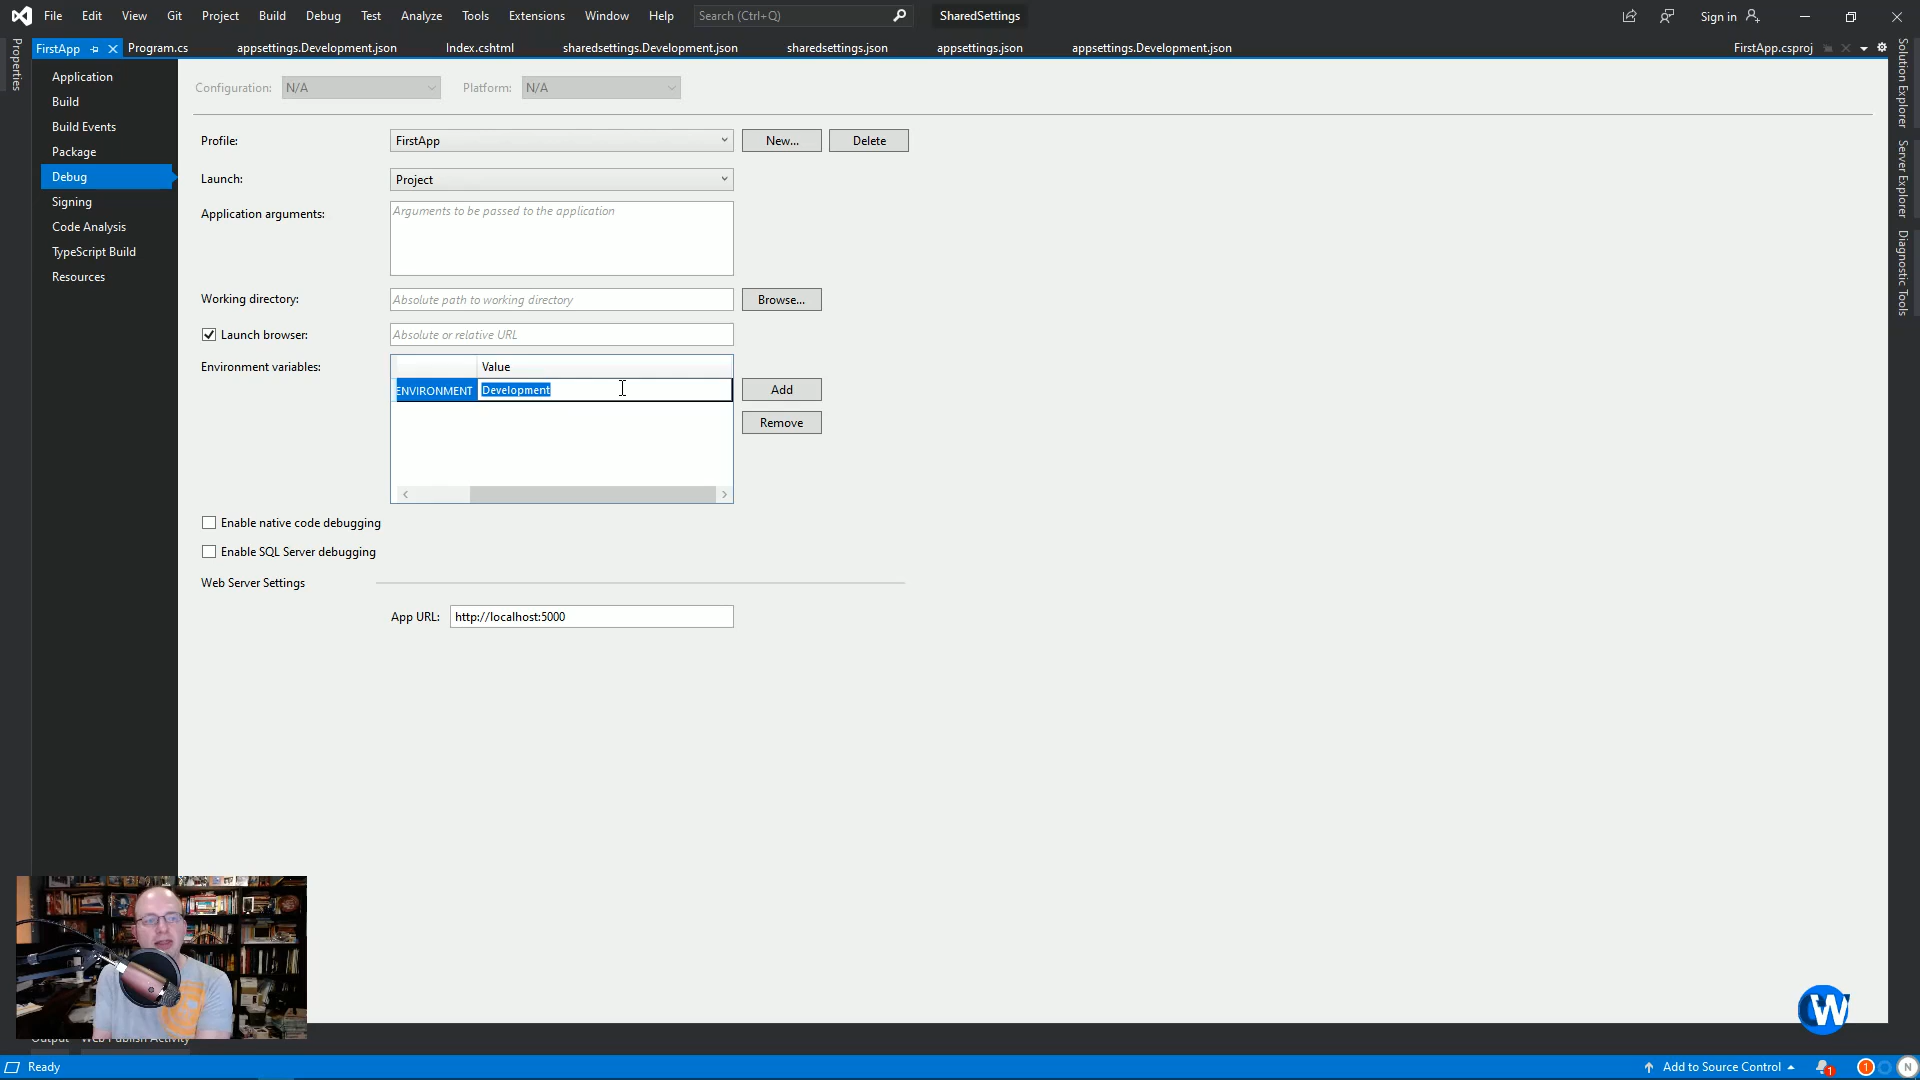 File Edit View Git Project Build Debug Test Analyze Tools Extensions Window Help Search (Ctrl+Q) SharedSettings Sign in
FirstApp Program.cs appsettings.Development.json Index.cshtml sharedsettings.Development.json sharedsettings.json appsettings.json appsettings.Development.json FirstApp.csproj
Properties
Solution Explorer
Server Explorer
Diagnostic Tools
Application
Build
Build Events
Package
Debug
Signing
Code Analysis
TypeScript Build
Resources
Configuration: N/A Platform: N/A
Profile: FirstApp New... Delete
Launch: Project
Application arguments: Arguments to be passed to the application
Working directory: Absolute path to working directory Browse...
Launch browser: Absolute or relative URL
Environment variables: Value
ENVIRONMENT Development Add
Remove
Enable native code debugging
Enable SQL Server debugging
Web Server Settings
App URL: http://localhost:5000
W
Output Web Publish Activity
Ready Add to Source Control 1 1 N